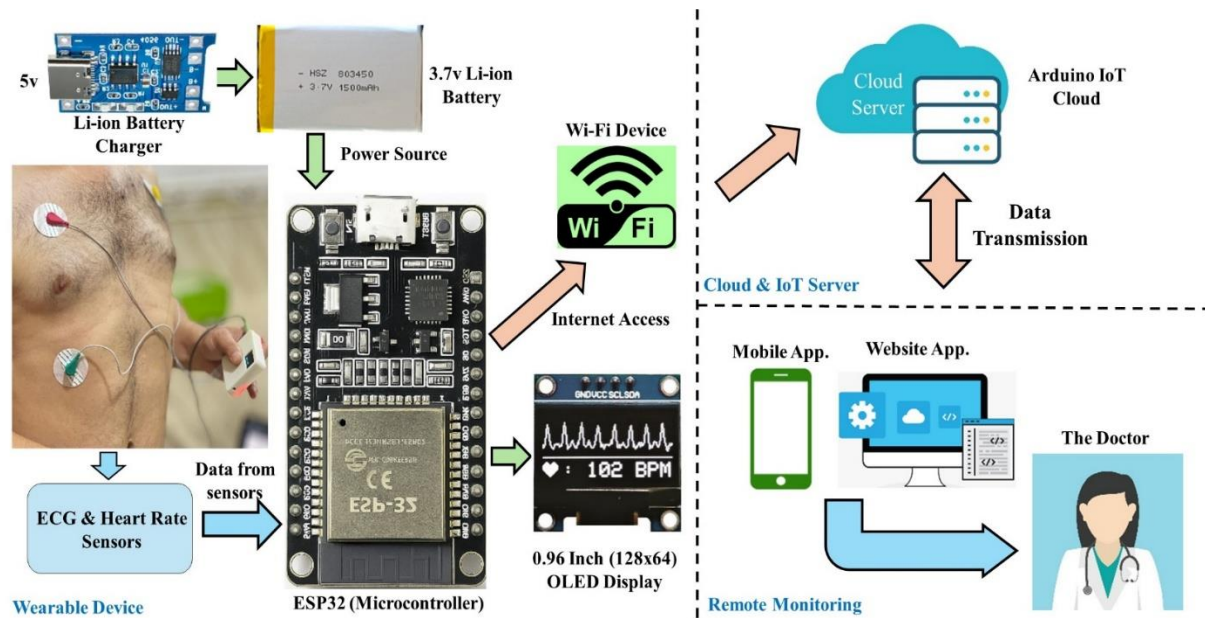 5v
Li-ion Battery
Charger
- HSZ 803450
+ 3.7V 1500mAh
3.7v Li-ion
Battery
Power Source
Wi-Fi Device
Wi Fi
Internet Access
Data from
sensors
ECG & Heart Rate
Sensors
Wearable Device
ESP-32
CE
ESP32 (Microcontroller)
GND VCC SCL SDA
: 102 BPM
0.96 Inch (128x64)
OLED Display
Cloud
Server
Arduino IoT
Cloud
Data
Transmission
Cloud & IoT Server
Mobile App.
Website App.
</>
</>
</>
The Doctor
Remote Monitoring